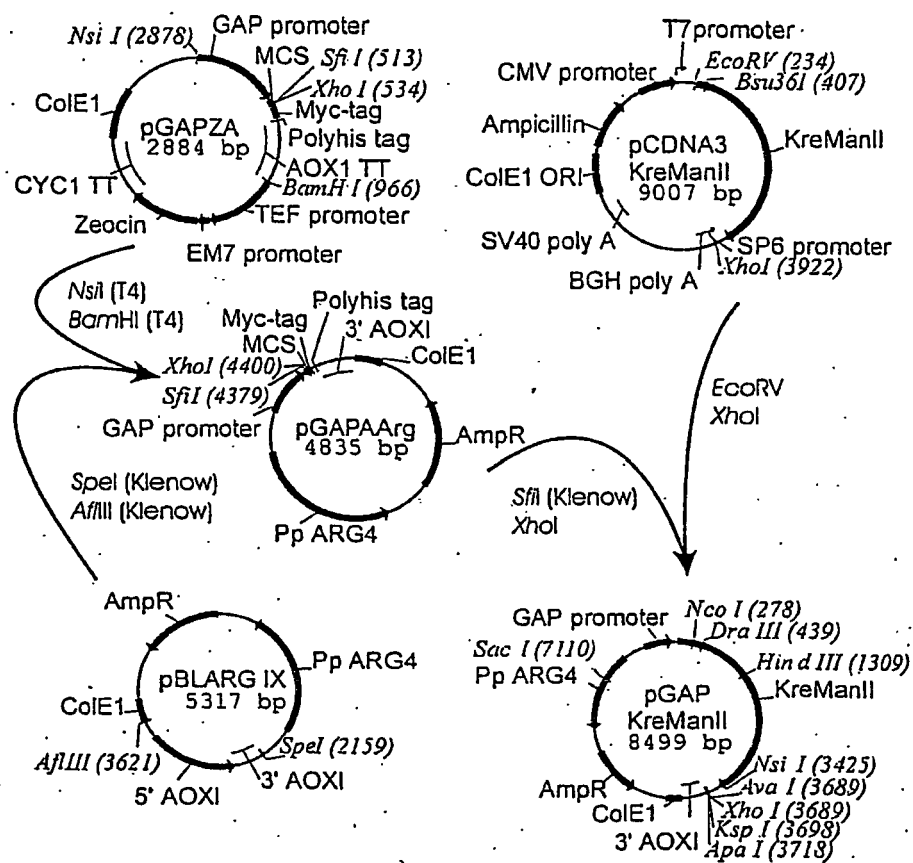 GAP promoter
Nsi I (2878)
MCS
Sfi I (513)
Xho I (534)
ColE1
Myc-tag
pGAPZA
2884 bp
Polyhis tag
AOX1 TT
CYC1 TT
BamH I (966)
TEF promoter
Zeocin
EM7 promoter
T7 promoter
EcoRV (234)
CMV promoter
Bsu36I (407)
Ampicillin
pCDNA3
KreManII
9007 bp
KreManII
ColE1 ORI
SV40 poly A
SP6 promoter
BGH poly A
XhoI (3922)
NsiI (T4)
BamHI (T4)
Polyhis tag
Myc-tag
3' AOXI
MCS
XhoI (4400)
ColE1
SfiI (4379)
GAP promoter
pGAPAArg
4835 bp
AmpR
Pp ARG4
EcoRV
XhoI
SpeI (Klenow)
AflIII (Klenow)
SfiI (Klenow)
XhoI
AmpR
Pp ARG4
pBLARG IX
5317 bp
ColE1
AflIII (3621)
SpeI (2159)
3' AOXI
5' AOXI
GAP promoter
Nco I (278)
Dra III (439)
Sac I (7110)
Hind III (1309)
Pp ARG4
KreManII
pGAP
KreManII
8499 bp
Nsi I (3425)
AmpR
Ava I (3689)
ColE1
Xho I (3689)
3' AOXI
Ksp I (3698)
Apa I (3718)